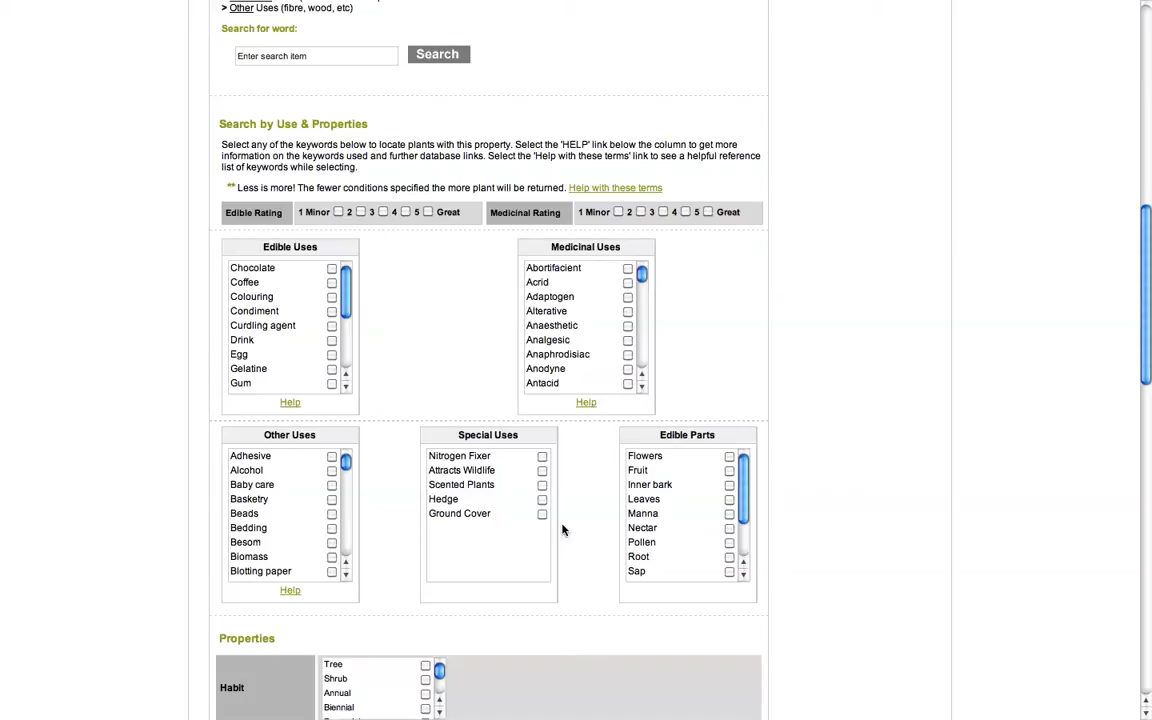 > Other Uses (fibre, wood, etc)
Search for word:
Enter search item
Search
Search by Use & Properties
Select any of the keywords below to locate plants with this property. Select the 'HELP' link below the column to get more
information on the keywords used and further database links. Select the 'Help with these terms' link to see a helpful reference
list of keywords while selecting.
** Less is more! The fewer conditions specified the more plant will be returned. Help with these terms
Edible Rating 1 Minor 2 3 4 5 Great Medicinal Rating 1 Minor 2 3 4 5 Great
Edible Uses
Chocolate
Coffee
Colouring
Condiment
Curdling agent
Drink
Egg
Gelatine
Gum
Help
Medicinal Uses
Abortifacient
Acrid
Adaptogen
Alterative
Anaesthetic
Analgesic
Anaphrodisiac
Anodyne
Antacid
Help
Other Uses
Adhesive
Alcohol
Baby care
Basketry
Beads
Bedding
Besom
Biomass
Blotting paper
Help
Special Uses
Nitrogen Fixer
Attracts Wildlife
Scented Plants
Hedge
Ground Cover
Edible Parts
Flowers
Fruit
Inner bark
Leaves
Manna
Nectar
Pollen
Root
Sap
Properties
Habit
Tree
Shrub
Annual
Biennial